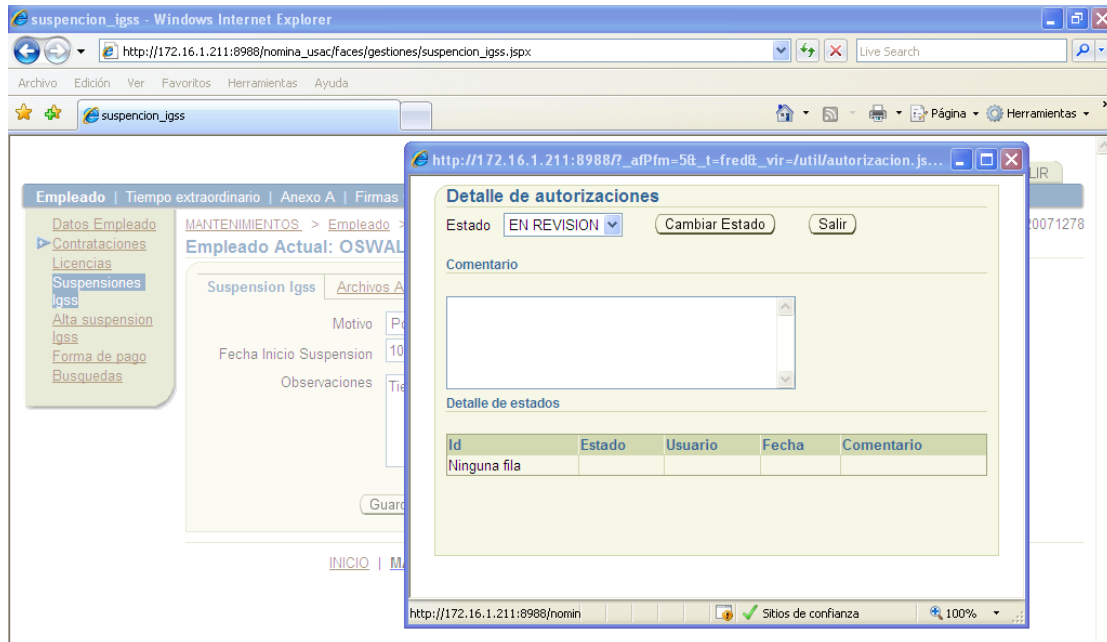 suspencion_igss - Windows Internet Explorer
http://172.16.1.211:8988/nomina_usac/faces/gestiones/suspencion_igss.jspx
Live Search
Archivo Edición Ver Favoritos Herramientas Ayuda
suspencion_igss
Página Herramientas
LIR
Empleado | Tiempo extraordinario | Anexo A | Firmas
Datos Empleado
Contrataciones
Licencias
Suspensiones
Igss
Alta suspension
Igss
Forma de pago
Busquedas
MANTENIMIENTOS > Empleado >
20071278
Empleado Actual: OSWAL
Suspension Igss Archivos A
Motivo
Fecha Inicio Suspension 10
Observaciones Tie
Guard
INICIO |
http://172.16.1.211:8988/?_afPfm=5&_t=fred&_vir=/util/autorizacion.js...
Detalle de autorizaciones
Estado EN REVISION Cambiar Estado Salir
Comentario
Detalle de estados
Id Estado Usuario Fecha Comentario
Ninguna fila
http://172.16.1.211:8988/nomin
Sitios de confianza 100%